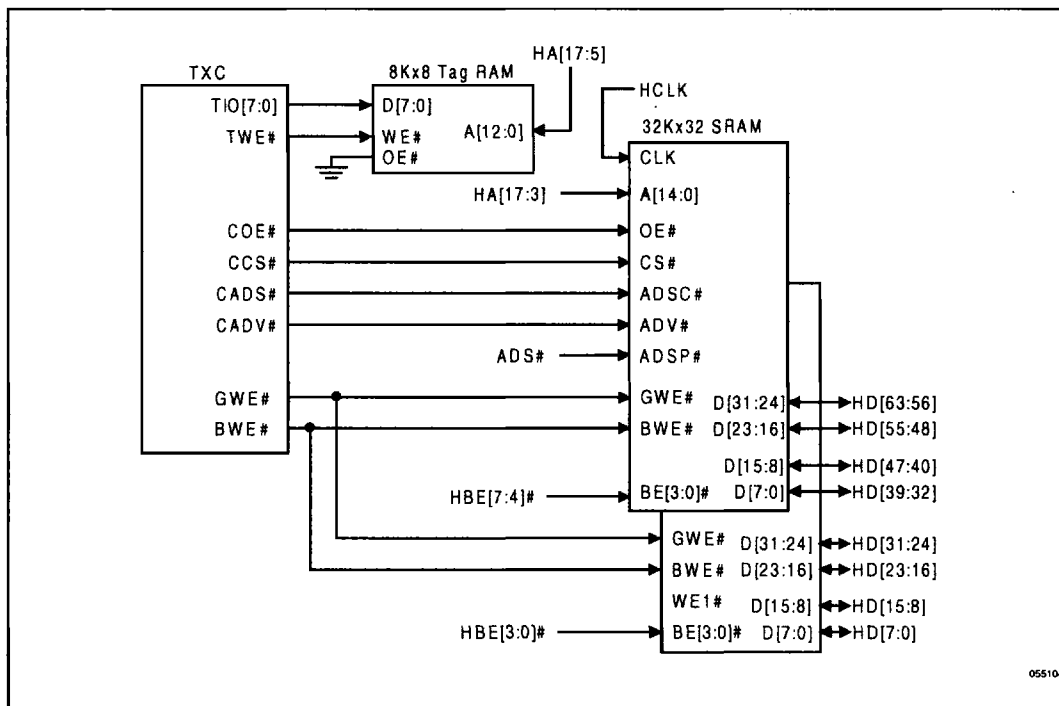 HA[17:5]
TXC
8Kx8 Tag RAM
HCLK
TIO[7:0]
D[7:0]
32Kx32 SRAM
TWE#
WE#
A[12:0]
OE#
CLK
HA[17:3]
A[14:0]
COE#
OE#
CCS#
CS#
CADS#
ADSC#
CADV#
ADV#
ADS#
ADSP#
GWE#
GWE#
D[31:24]
HD[63:56]
BWE#
BWE#
D[23:16]
HD[55:48]
D[15:8]
HD[47:40]
HBE[7:4]#
BE[3:0]#
D[7:0]
HD[39:32]
GWE#
D[31:24]
HD[31:24]
BWE#
D[23:16]
HD[23:16]
WE1#
D[15:8]
HD[15:8]
HBE[3:0]#
BE[3:0]#
D[7:0]
HD[7:0]